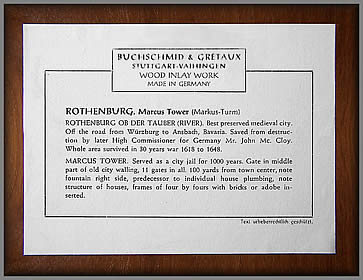 BUCHSCHMID & GRETAUX
STUTTGART-VAIHINGEN
WOOD INLAY WORK
MADE IN GERMANY
ROTHENBURG, Marcus Tower (Markus-Turm)
ROTHENBURG OB DER TAUBER (RIVER). Best preserved medieval city.
Off the road from Würzburg to Ansbach, Bavaria. Saved from destruc-
tion by later High Commissioner for Germany Mr. John Mc. Cloy.
Whole area survived in 30 years war 1618 to 1648.
MARCUS TOWER. Served as a city jail for 1000 years. Gate in middle
part of old city walling, 11 gates in all. 100 yards from town center, note
fountain right side, predecessor to individual house plumbing, note
structure of houses, frames of four by fours with bricks or adobe in-
serted.
Text urheberrechtlich geschützt.